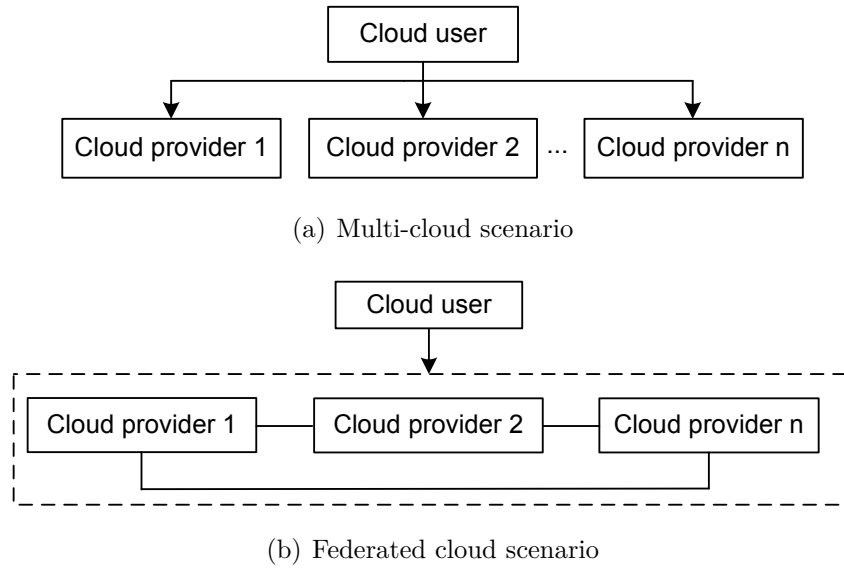 Cloud user
Cloud provider 1 Cloud provider 2 ... Cloud provider n
(a) Multi-cloud scenario
Cloud user
Cloud provider 1 Cloud provider 2 Cloud provider n
(b) Federated cloud scenario